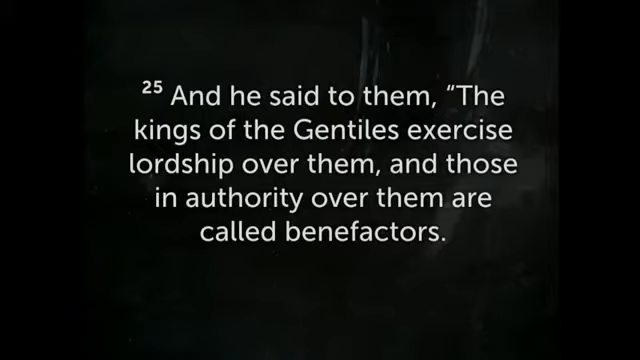 25 And he said to them, “The
kings of the Gentiles exercise
lordship over them, and those
in authority over them are
called benefactors.